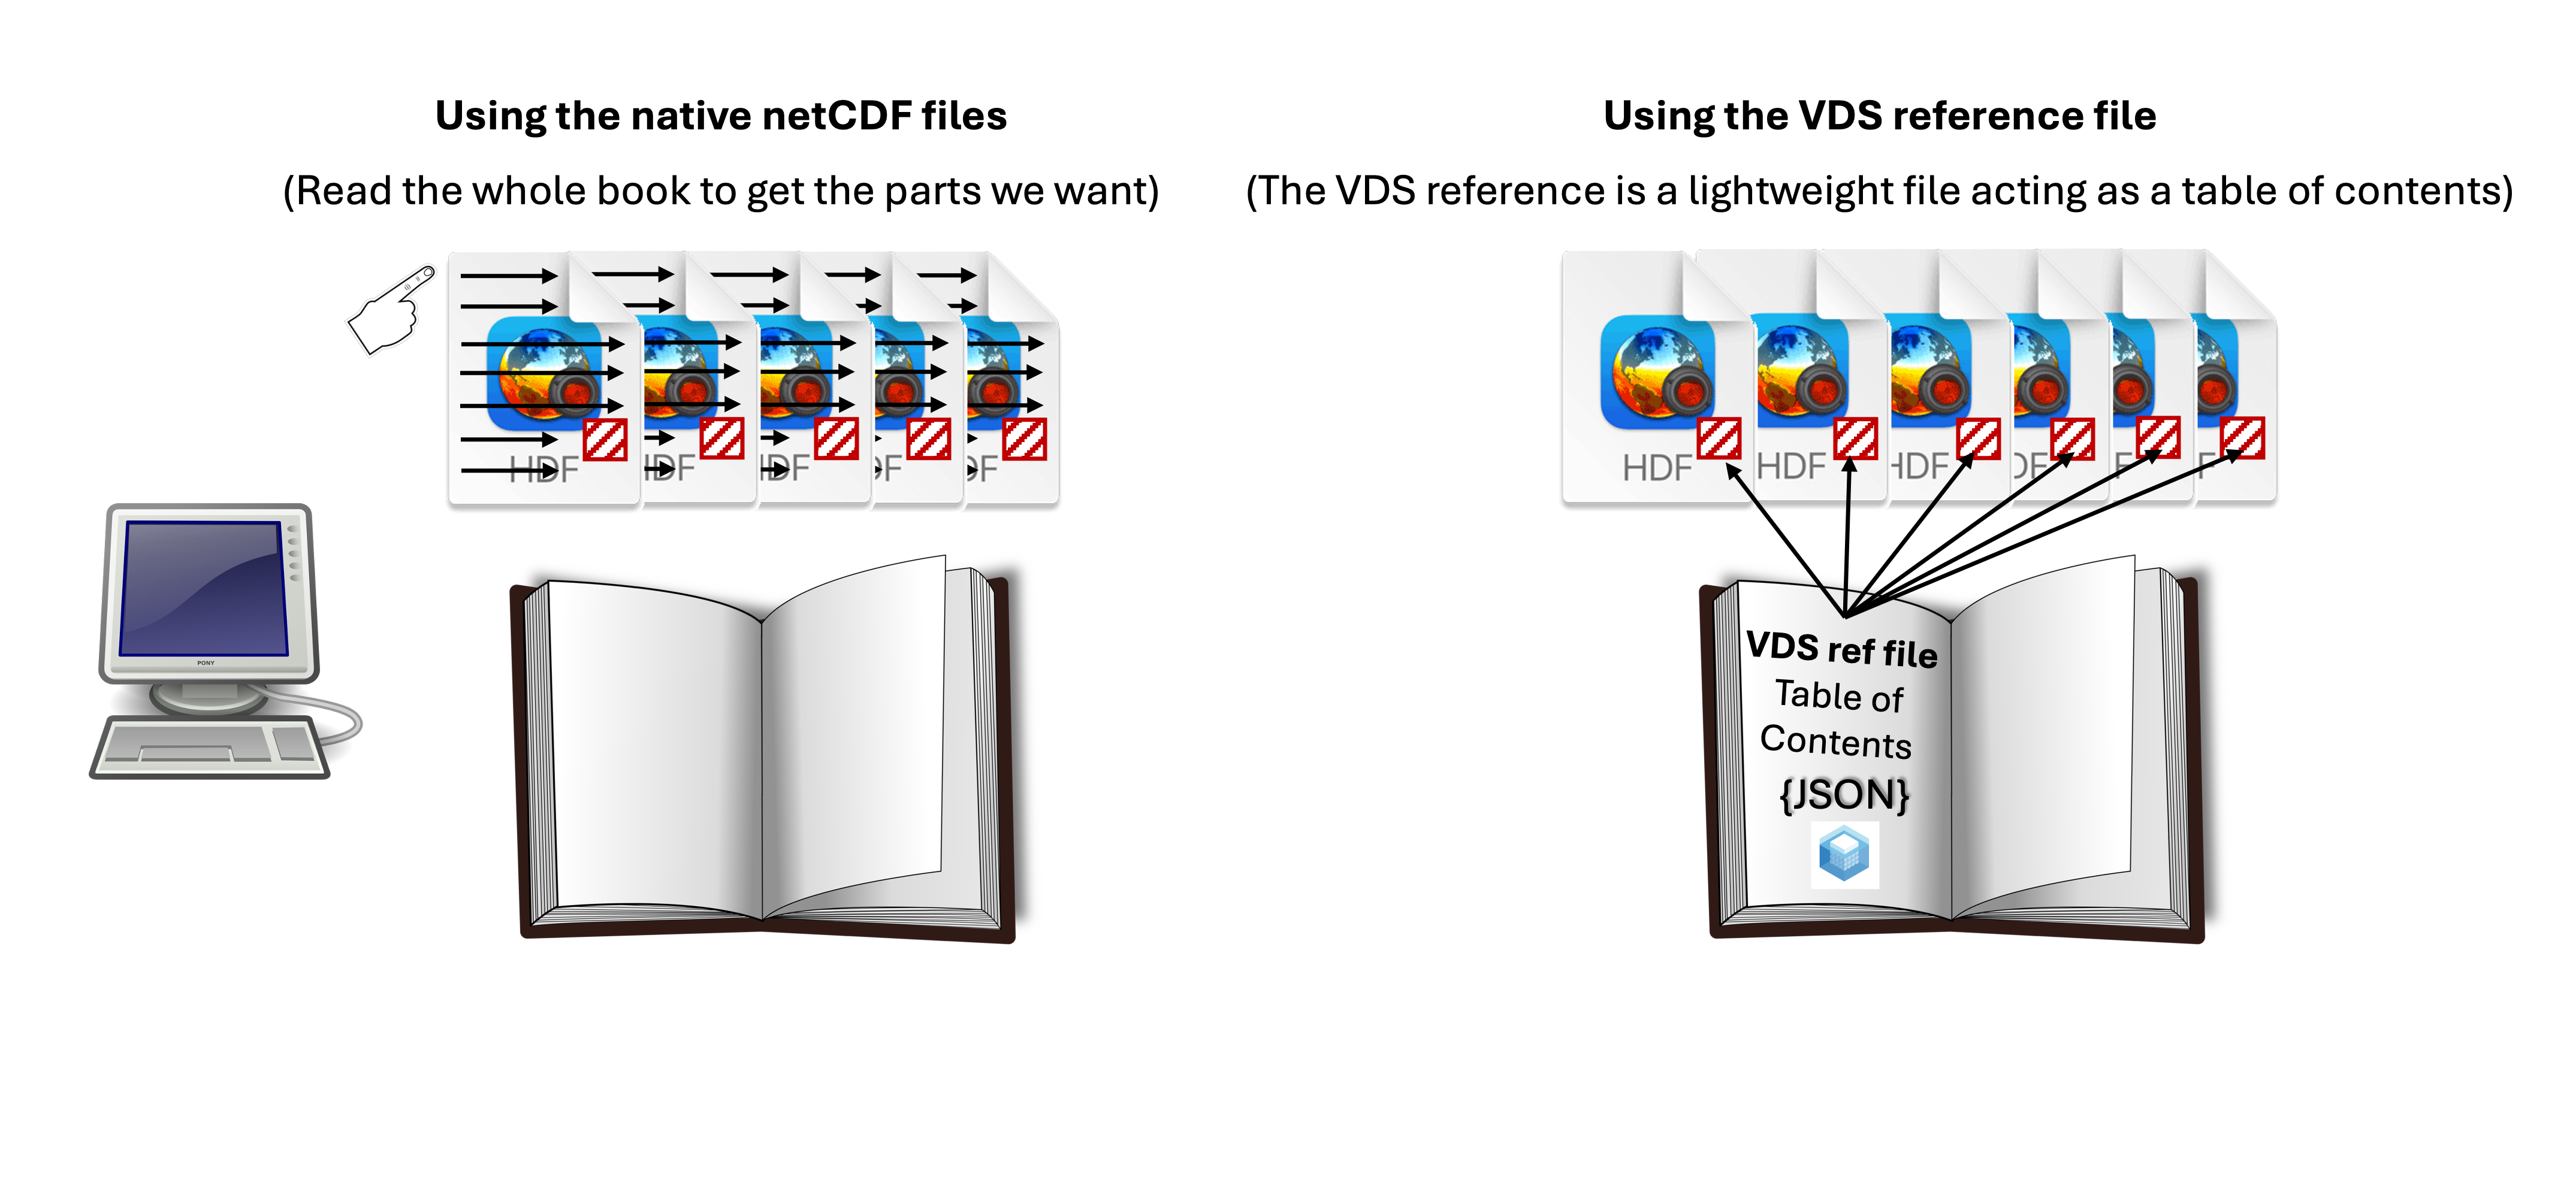 Using the native netCDF files
(Read the whole book to get the parts we want)
HDF
HDF
HDF
DF
DF
PONY
Using the VDS reference file
(The VDS reference is a lightweight file acting as a table of contents)
HDF
HDF
HDF
DF
F
F
VDS ref file
Table of
Contents
{JSON}